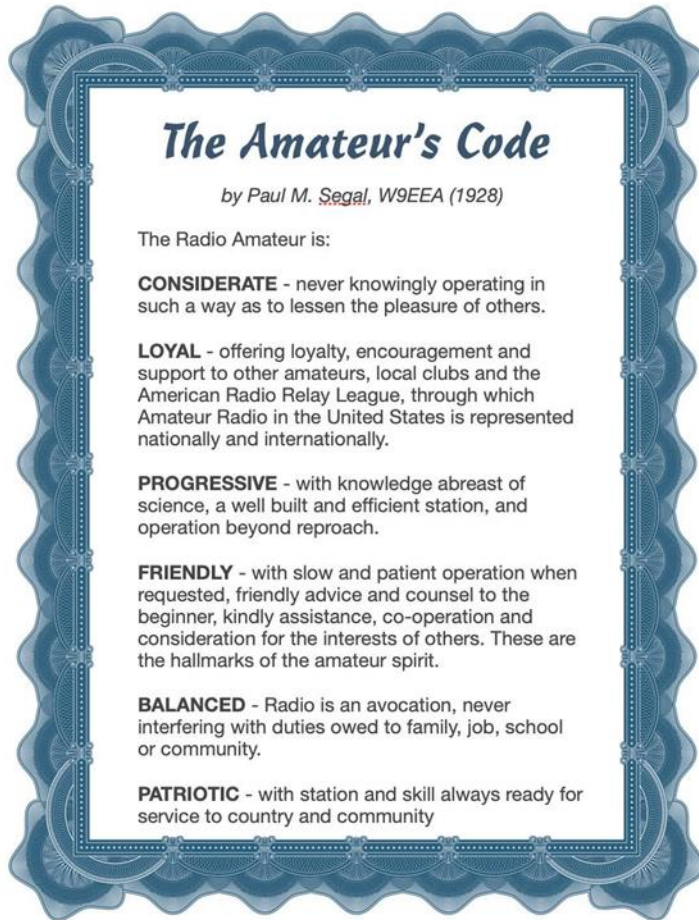 The Amateur's Code
by Paul M. Segal, W9EEA (1928)
The Radio Amateur is:
CONSIDERATE - never knowingly operating in
such a way as to lessen the pleasure of others.
LOYAL - offering loyalty, encouragement and
support to other amateurs, local clubs and the
American Radio Relay League, through which
Amateur Radio in the United States is represented
nationally and internationally.
PROGRESSIVE - with knowledge abreast of
science, a well built and efficient station, and
operation beyond reproach.
FRIENDLY - with slow and patient operation when
requested, friendly advice and counsel to the
beginner, kindly assistance, co-operation and
consideration for the interests of others. These are
the hallmarks of the amateur spirit.
BALANCED - Radio is an avocation, never
interfering with duties owed to family, job, school
or community.
PATRIOTIC - with station and skill always ready for
service to country and community